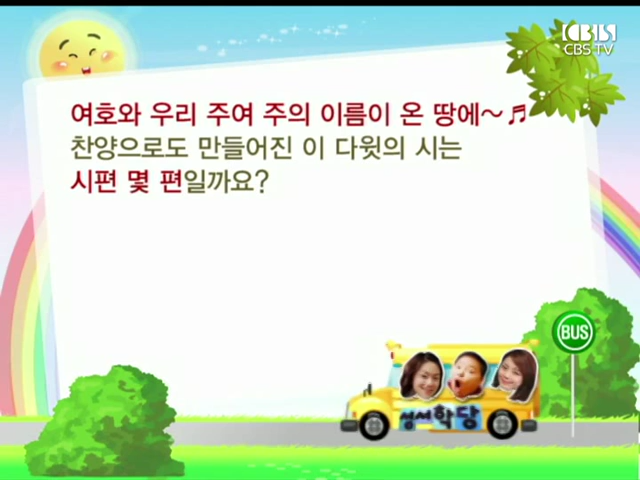 CBS
CBS TV
여호와 우리 주여 주의 이름이 온 땅에~♬
찬양으로도 만들어진 이 다윗의 시는
시편 몇 편일까요?
BUS
성서학당